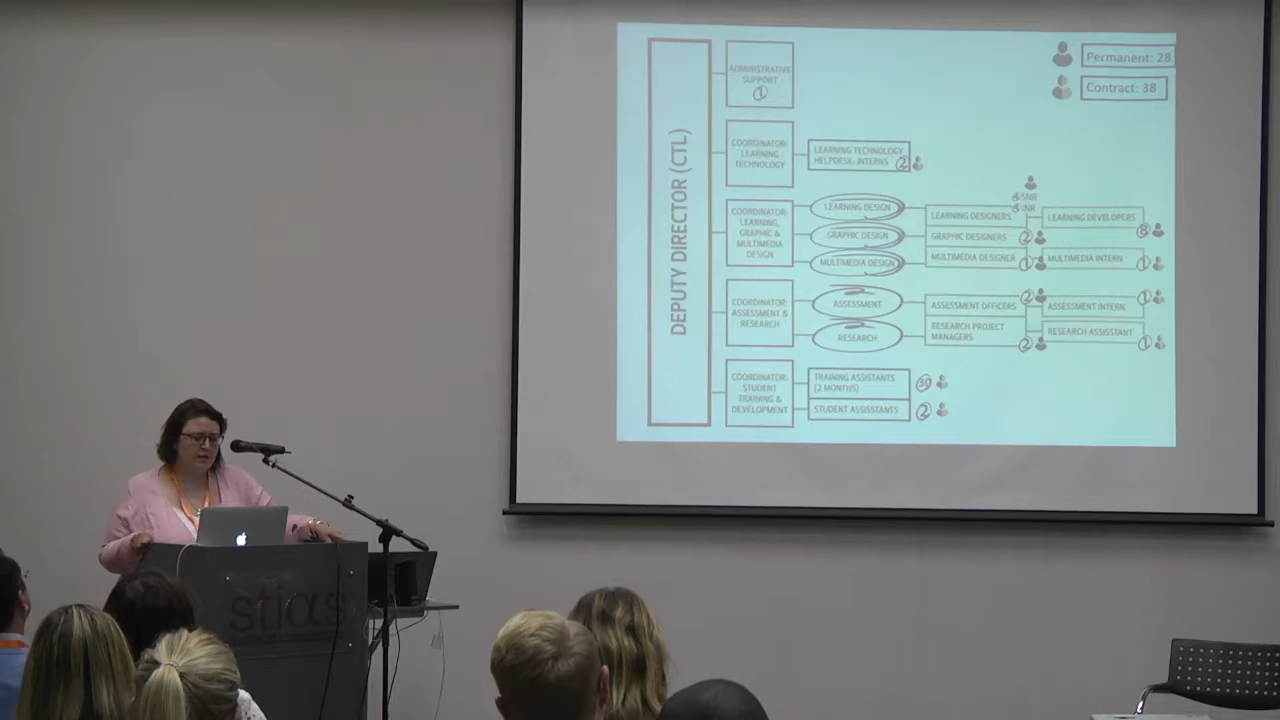 Permanent: 28
Contract: 38
DEPUTY DIRECTOR (CTL)
ADMINISTRATIVE
SUPPORT
1
COORDINATOR:
LEARNING
TECHNOLOGY
LEARNING TECHNOLOGY
HELPDESK: INTERNS 2
COORDINATOR:
LEARNING,
GRAPHIC &
MULTIMEDIA
DESIGN
LEARNING DESIGN
LEARNING DESIGNERS
SNR
JNR
LEARNING DEVELOPERS
8
GRAPHIC DESIGN
GRAPHIC DESIGNERS 2
MULTIMEDIA DESIGN
MULTIMEDIA DESIGNER 1
MULTIMEDIA INTERN 1
COORDINATOR:
ASSESSMENT &
RESEARCH
ASSESSMENT
ASSESSMENT OFFICERS 2
ASSESSMENT INTERN 1
RESEARCH
RESEARCH PROJECT
MANAGERS 2
RESEARCH ASSISTANT
1
COORDINATOR:
STUDENT
TRAINING &
DEVELOPMENT
TRAINING ASSISTANTS
(2 MONTHS)
30
STUDENT ASSISSTANTS 2
stias